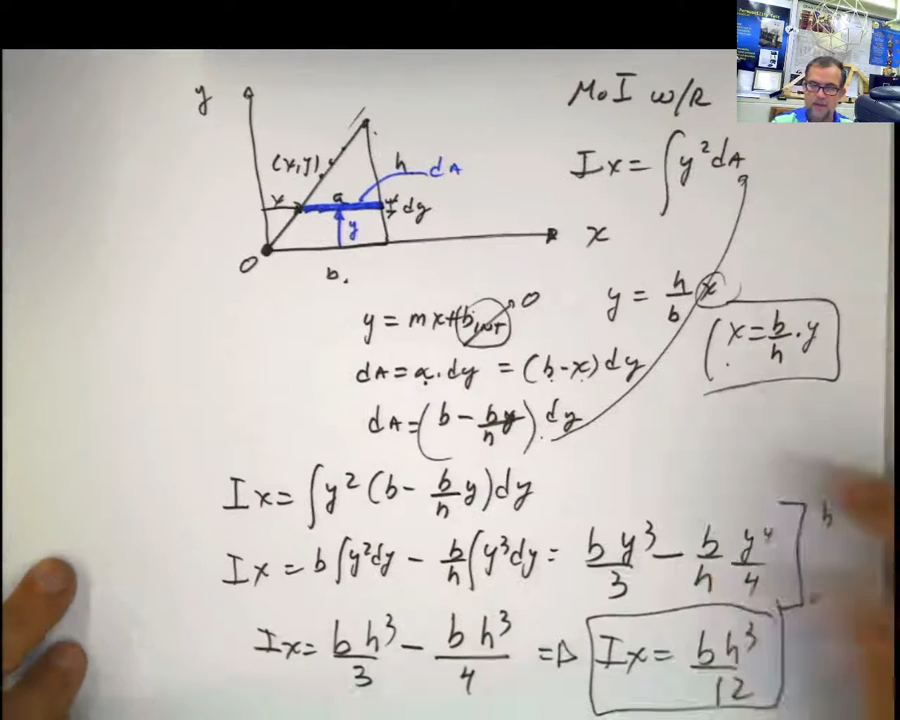 MoI w/R
y
(x,y)
h
dA
Ix = ∫y²dA
x
a
dy
y
x
O
b.
y = h/b x
y = mx+b_int 0
x = b/h · y
dA = a. dy = (b-x) dy
dA = (b - by/h) dy
Ix = ∫y² (b - b/h y) dy
Ix = b∫y²dy - b/h ∫y³dy = by³/3 - b/h y⁴/4 ] h
Ix = bh³/3 - bh³/4 => Ix = bh³/12